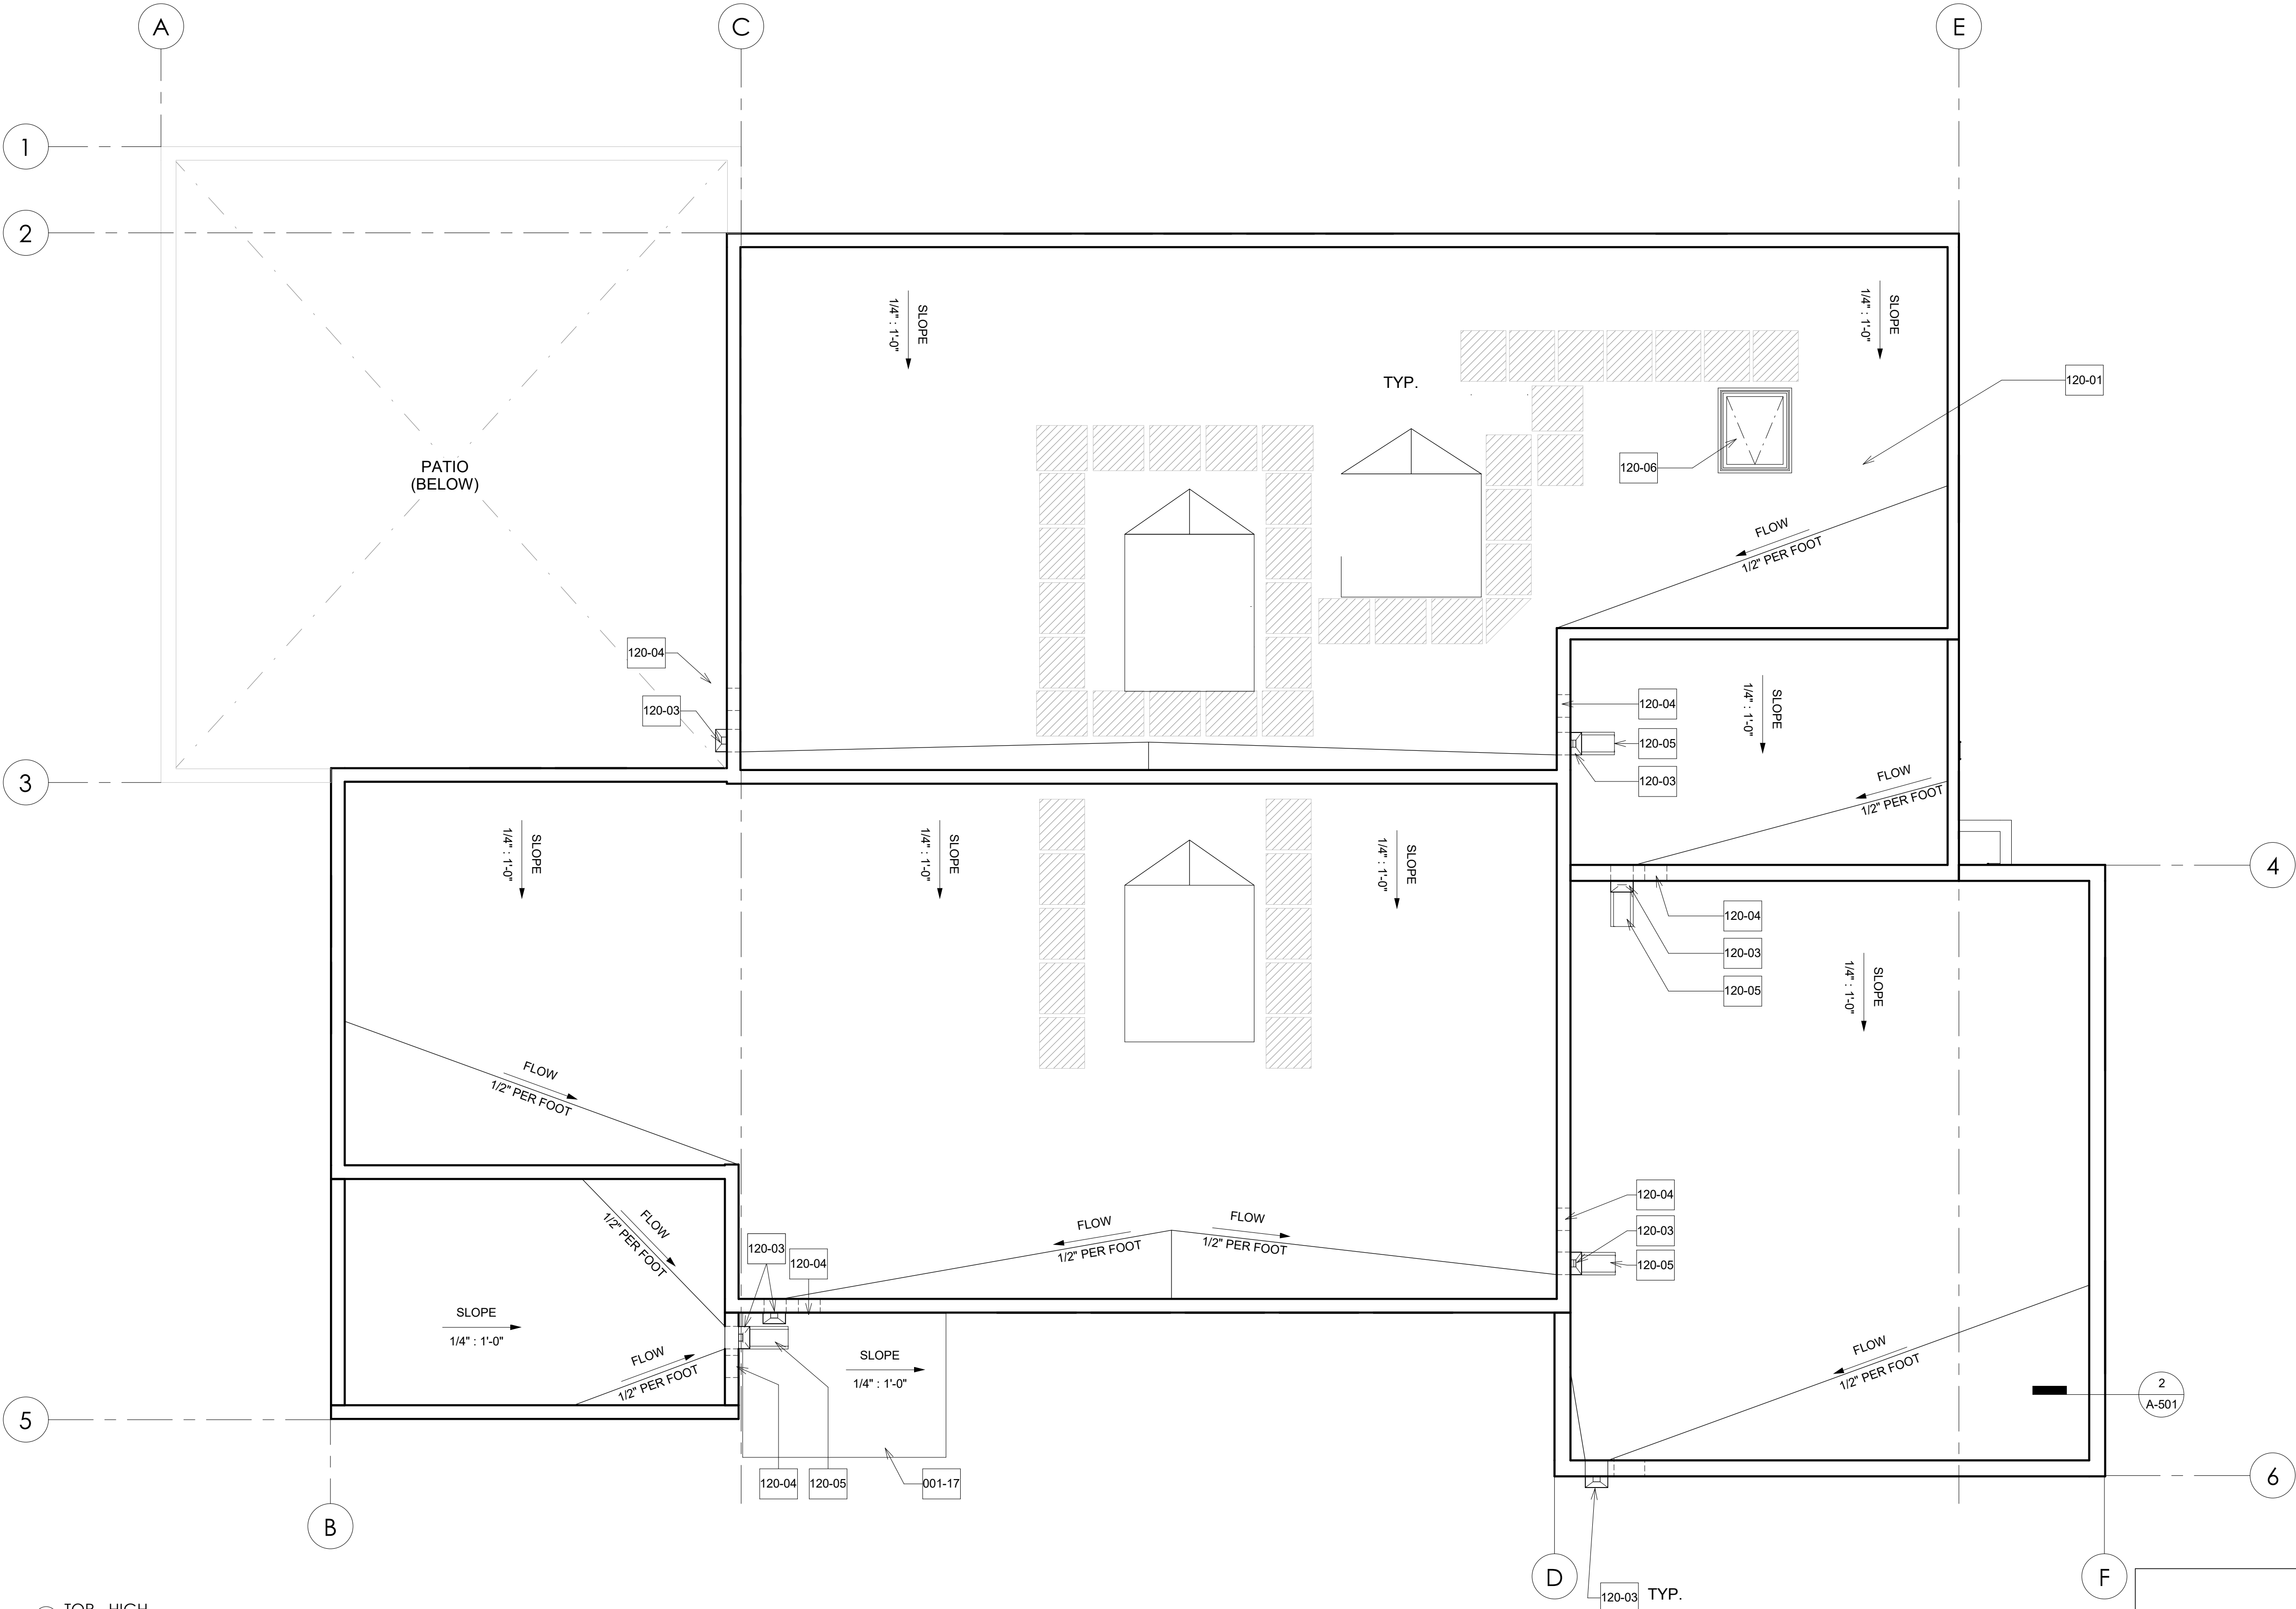 A
C
E
1
2
SLOPE
1/4" : 1'-0"
SLOPE
1/4" : 1'-0"
TYP.
120-01
120-06
PATIO
(BELOW)
FLOW
1/2" PER FOOT
120-04
120-03
120-04
120-05
120-03
SLOPE
1/4" : 1'-0"
3
FLOW
1/2" PER FOOT
SLOPE
1/4" : 1'-0"
SLOPE
1/4" : 1'-0"
SLOPE
1/4" : 1'-0"
4
120-04
120-03
120-05
SLOPE
1/4" : 1'-0"
FLOW
1/2" PER FOOT
FLOW
1/2" PER FOOT
120-03
120-04
FLOW
1/2" PER FOOT
FLOW
1/2" PER FOOT
120-04
120-03
120-05
SLOPE
1/4" : 1'-0"
FLOW
1/2" PER FOOT
SLOPE
1/4" : 1'-0"
FLOW
1/2" PER FOOT
2
A-501
5
120-04
120-05
001-17
6
B
D
F
120-03 TYP.
TOP - HIGH